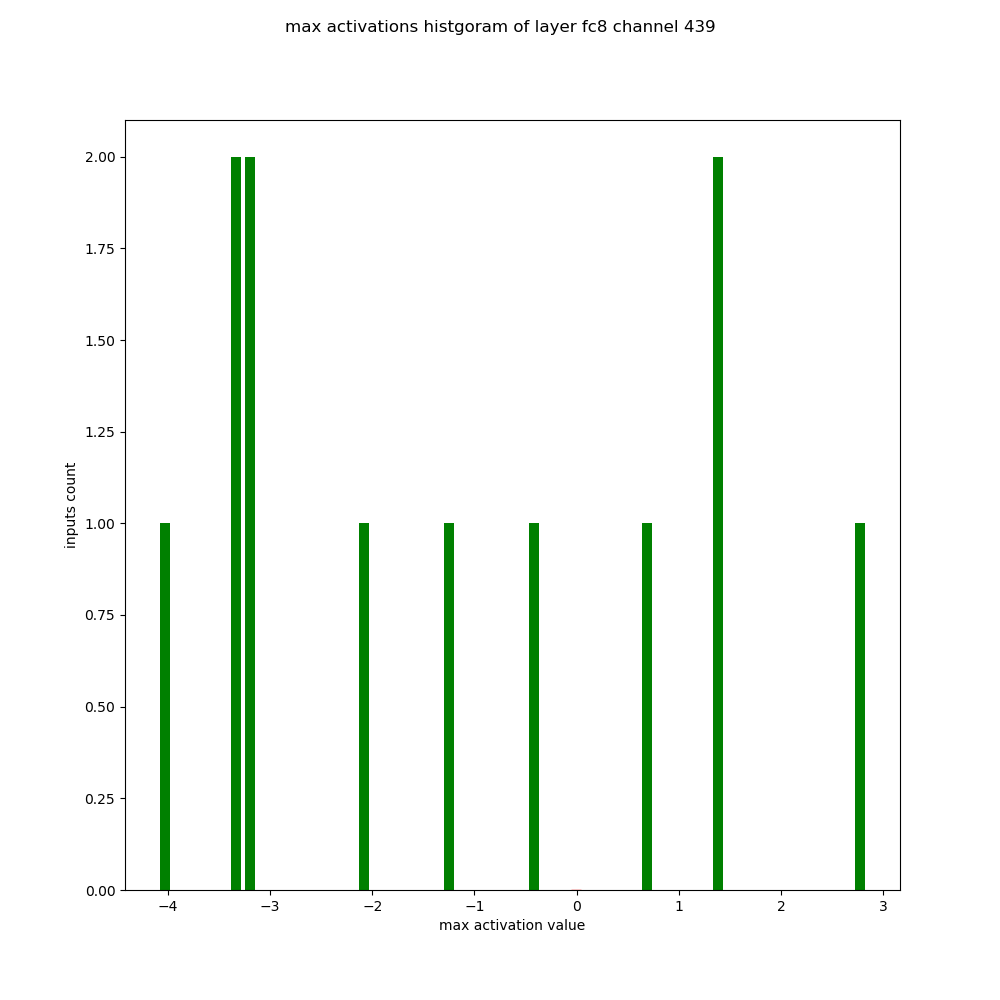 max activations histgoram of layer fc8 channel 439
2.00
1.75
1.50
1.25
1.00
0.75
0.50
0.25
0.00
inputs count
−4 −3 −2 −1 0 1 2 3
max activation value